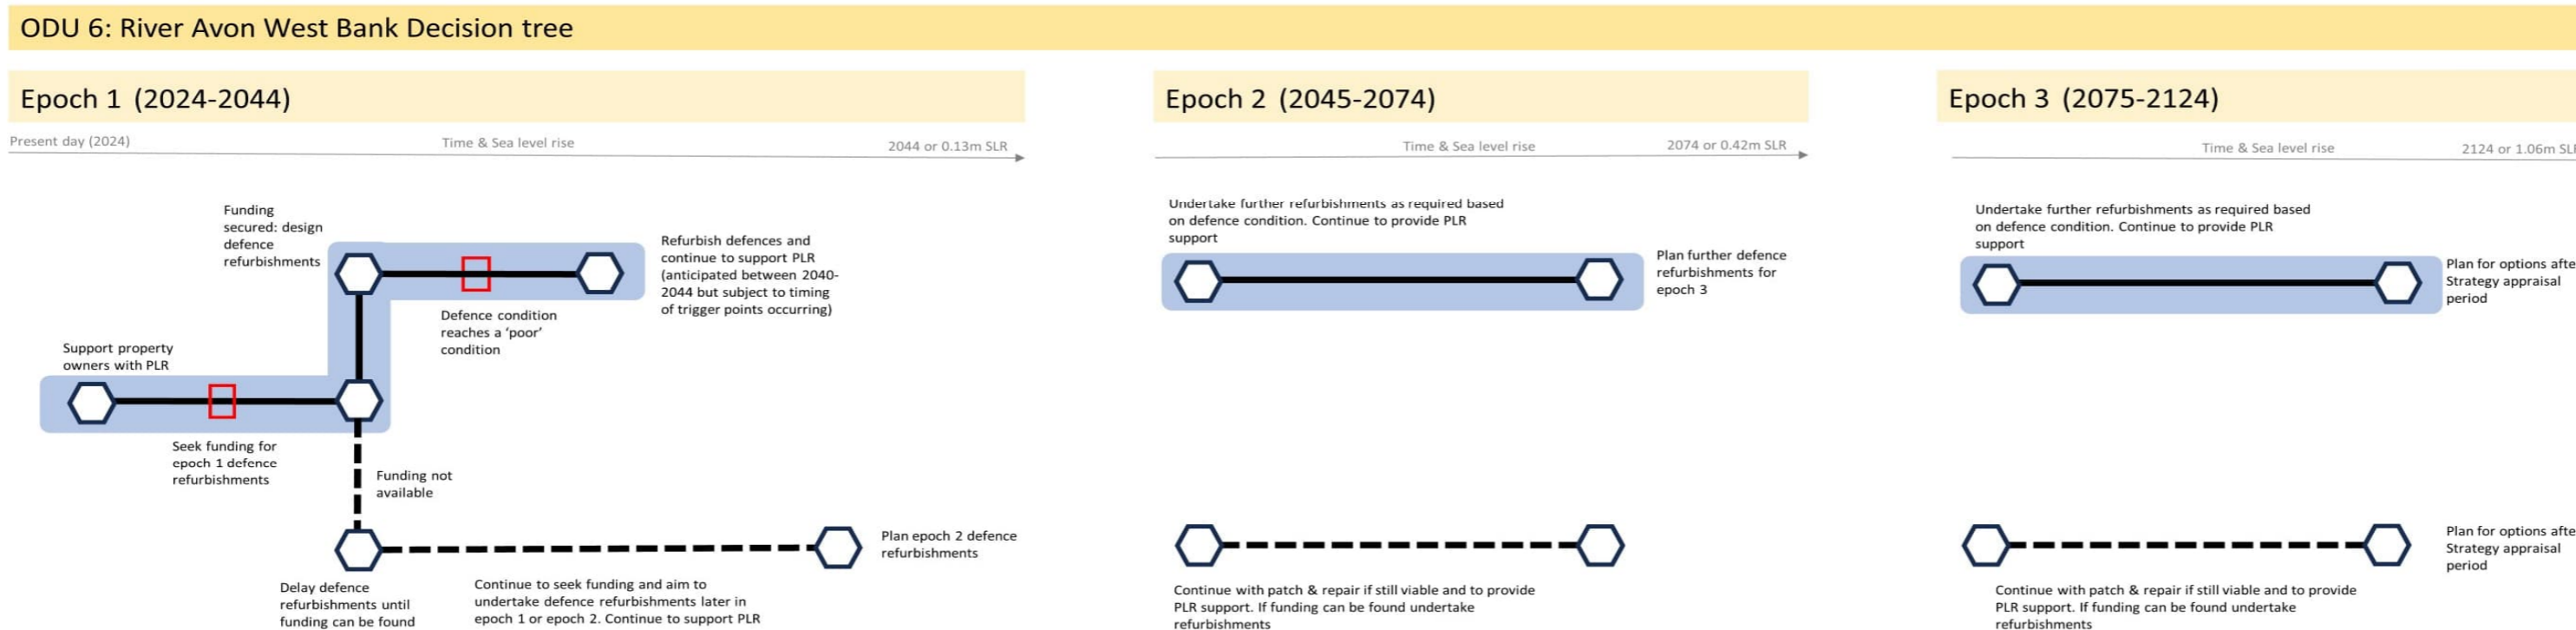 ODU 6: River Avon West Bank Decision tree
Epoch 1 (2024-2044)
Present day (2024)
Time & Sea level rise
2044 or 0.13m SLR
Funding
secured: design
defence
refurbishments
Refurbish defences and
continue to support PLR
(anticipated between 2040-
2044 but subject to timing
of trigger points occurring)
Defence condition
reaches a ‘poor’
condition
Support property
owners with PLR
Seek funding for
epoch 1 defence
refurbishments
Funding not
available
Plan epoch 2 defence
refurbishments
Delay defence
refurbishments until
funding can be found
Continue to seek funding and aim to
undertake defence refurbishments later in
epoch 1 or epoch 2. Continue to support PLR
Epoch 2 (2045-2074)
Time & Sea level rise
2074 or 0.42m SLR
Undertake further refurbishments as required based
on defence condition. Continue to provide PLR
support
Plan further defence
refurbishments for
epoch 3
Continue with patch & repair if still viable and to provide
PLR support. If funding can be found undertake
refurbishments
Epoch 3 (2075-2124)
Time & Sea level rise
2124 or 1.06m
Undertake further refurbishments as required based
on defence condition. Continue to provide PLR
support
Plan for options
Strategy appraisal
period
Continue with patch & repair if still viable and to provide
PLR support. If funding can be found undertake
refurbishments
Plan for options
Strategy appraisal
period